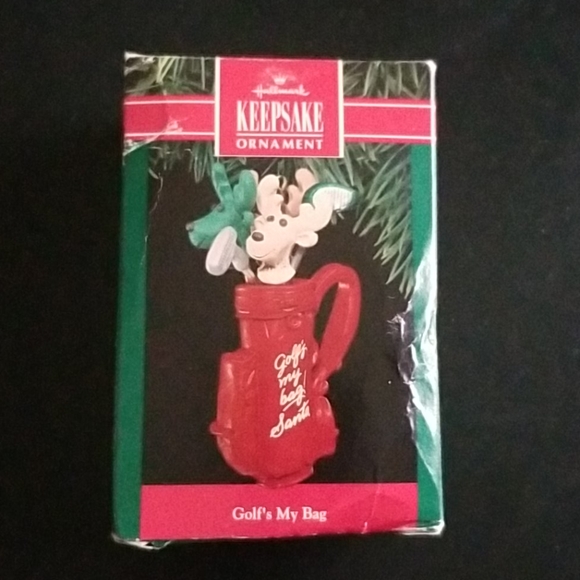 Hallmark
KEEPSAKE
ORNAMENT
Golf's
my
bag!
Santa
Golf's My Bag